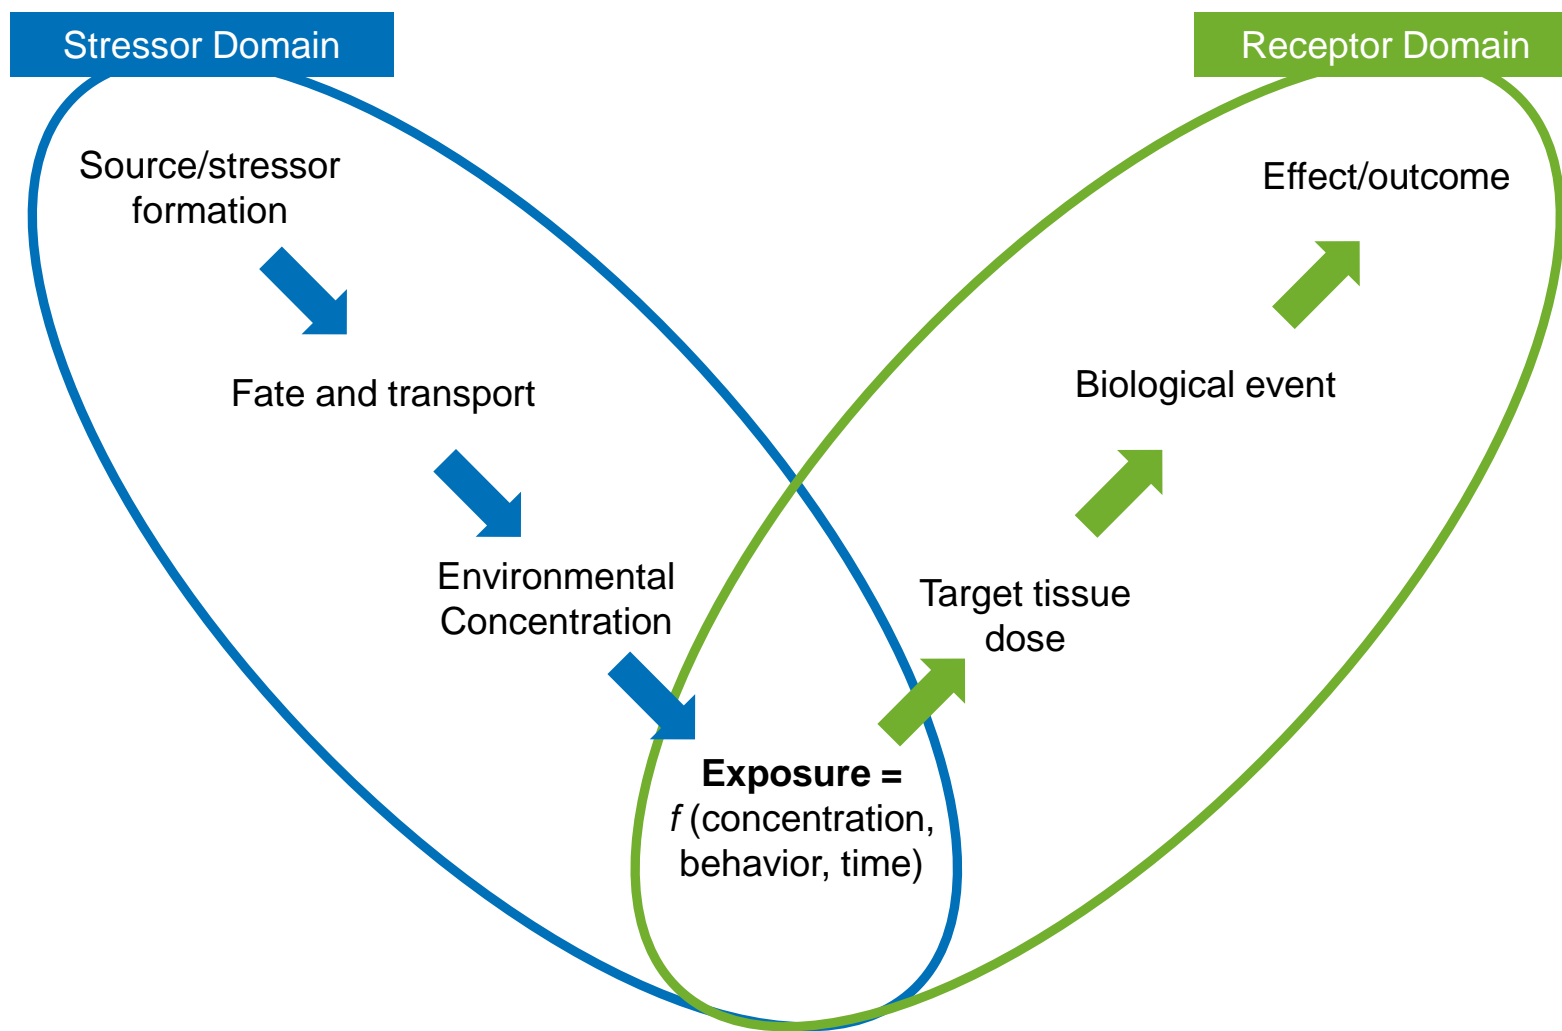 Stressor Domain
Receptor Domain
Source/stressor
formation
Fate and transport
Environmental
Concentration
Exposure =
f (concentration,
behavior, time)
Target tissue
dose
Biological event
Effect/outcome